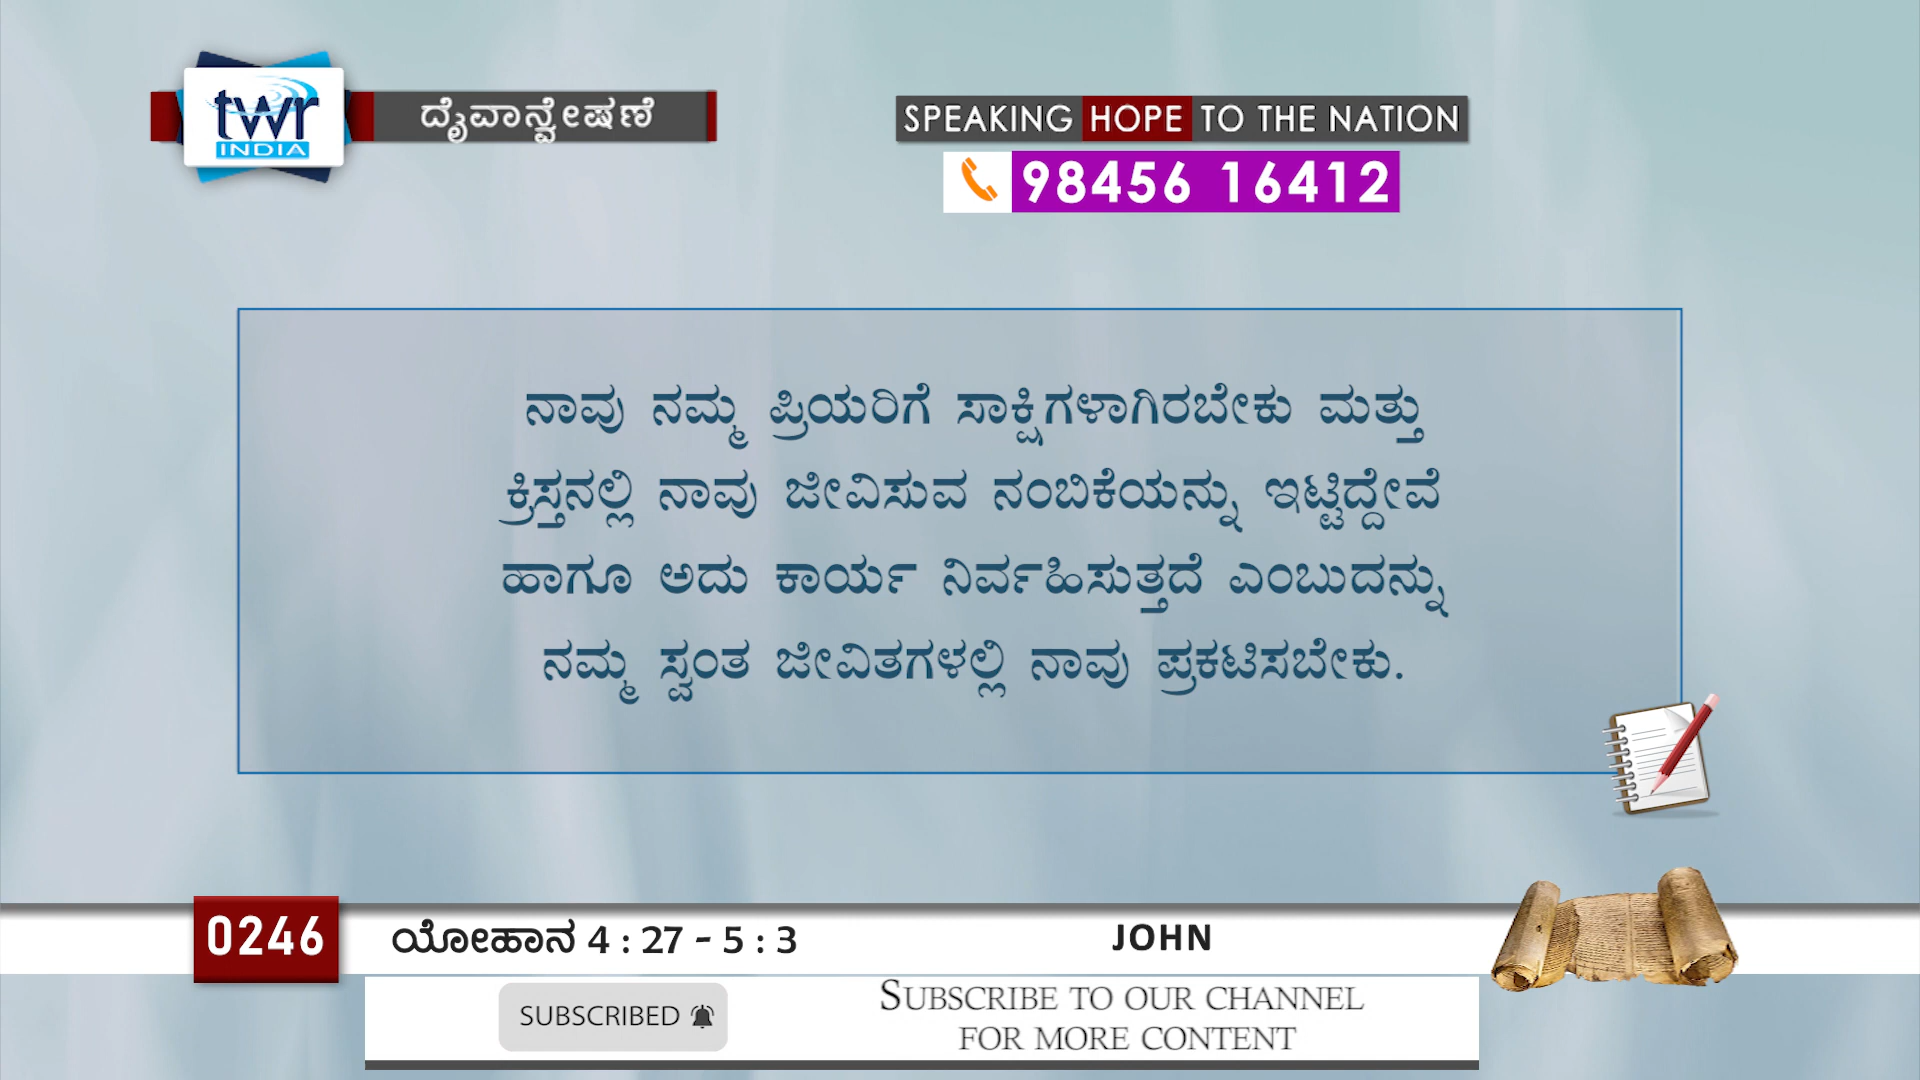 twr
INDIA
ದೈವಾನ್ವೇಷಣೆ
SPEAKING HOPE TO THE NATION
98456 16412
ನಾವು ನಮ್ಮ ಪ್ರಿಯರಿಗೆ ಸಾಕ್ಷಿಗಳಾಗಿರಬೇಕು ಮತ್ತು
ಕ್ರಿಸ್ತನಲ್ಲಿ ನಾವು ಜೀವಿಸುವ ನಂಬಿಕೆಯನ್ನು ಇಟ್ಟಿದ್ದೇವೆ
ಹಾಗೂ ಅದು ಕಾರ್ಯ ನಿರ್ವಹಿಸುತ್ತದೆ ಎಂಬುದನ್ನು
ನಮ್ಮ ಸ್ವಂತ ಜೀವಿತಗಳಲ್ಲಿ ನಾವು ಪ್ರಕಟಿಸಬೇಕು.
0246 ಯೋಹಾನ 4 : 27 - 5 : 3 JOHN
SUBSCRIBED
SUBSCRIBE TO OUR CHANNEL
FOR MORE CONTENT